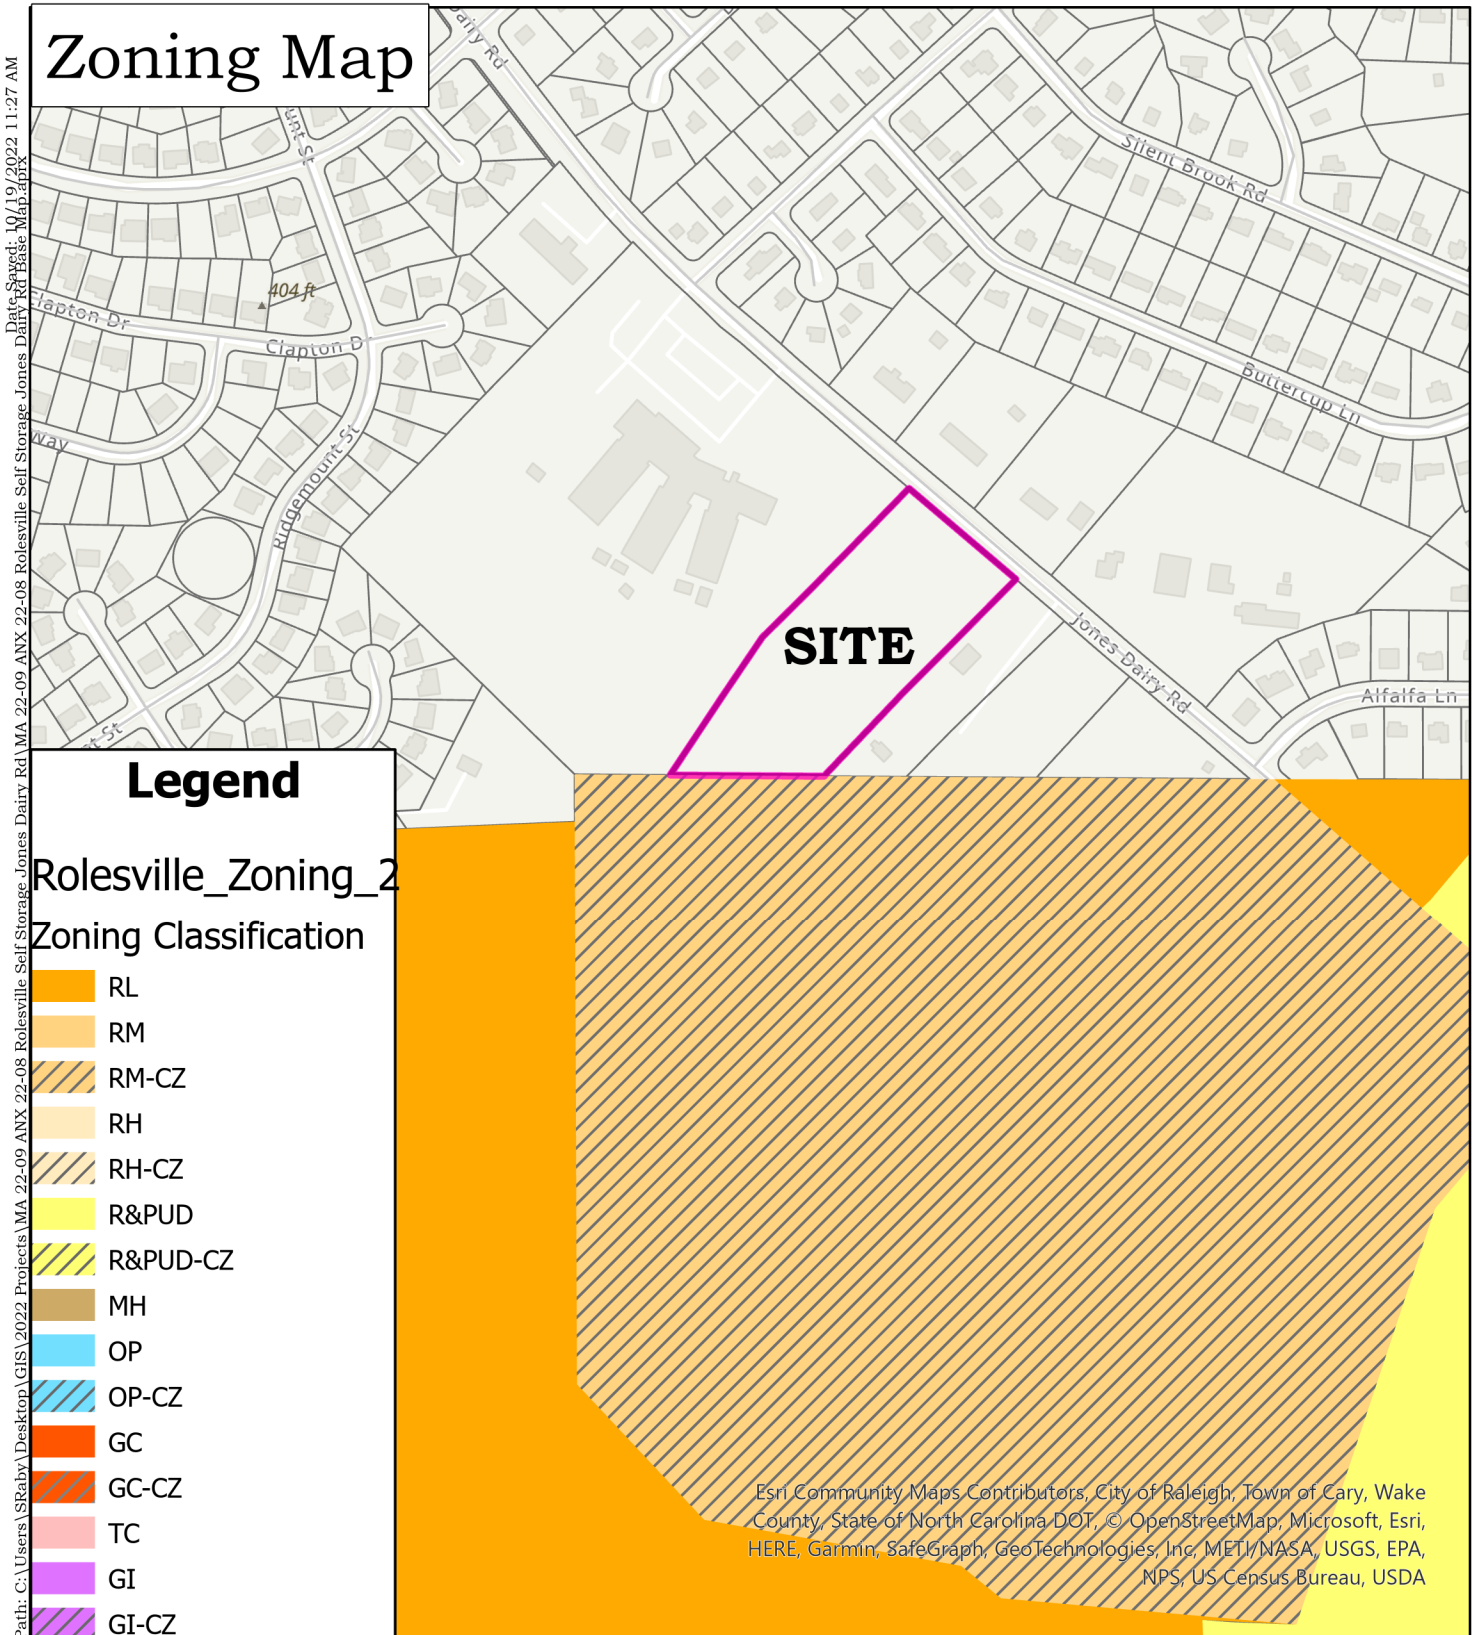 Zoning Map
Date Saved: 10/19/2022 11:27 AM
Path: C:\Users\SRaby\Desktop\GIS\2022 Projects\MA 22-09 ANX 22-08 Rolesville Self Storage Jones Dairy Rd\MA 22-09 ANX 22-08 Rolesville Self Storage Jones Dairy Rd Base Map.aprx
Dairy Rd
unt St
Silent Brook Rd
404 ft
Clapton Dr
Clapton Dr
Buttercup Ln
way
Ridgemount St
SITE
Jones Dairy Rd
Alfalfa Ln
nt St
Legend
Rolesville_Zoning_2
Zoning Classification
RL
RM
RM-CZ
RH
RH-CZ
R&PUD
R&PUD-CZ
MH
OP
OP-CZ
GC
GC-CZ
TC
GI
GI-CZ
Esri Community Maps Contributors, City of Raleigh, Town of Cary, Wake
County, State of North Carolina DOT, © OpenStreetMap, Microsoft, Esri,
HERE, Garmin, SafeGraph, GeoTechnologies, Inc, METI/NASA, USGS, EPA,
NPS, US Census Bureau, USDA